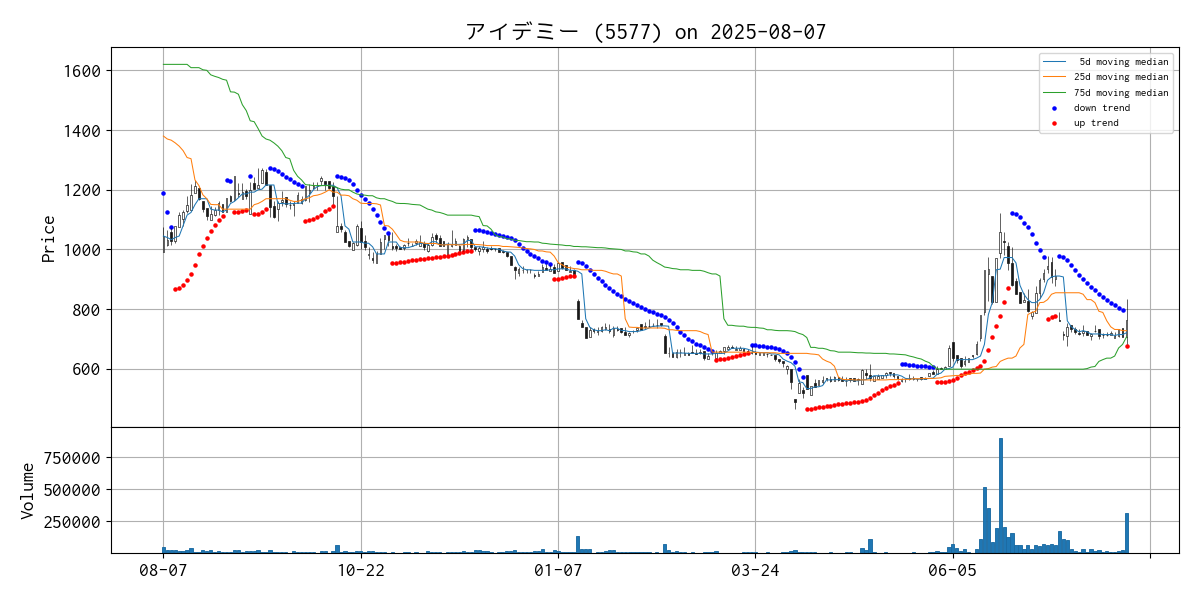 アイデミー (5577) on 2025-08-07
1600
1400
1200
1000
800
600
Price
5d moving median
25d moving median
75d moving median
down trend
up trend
750000
500000
250000
Volume
08-07
10-22
01-07
03-24
06-05